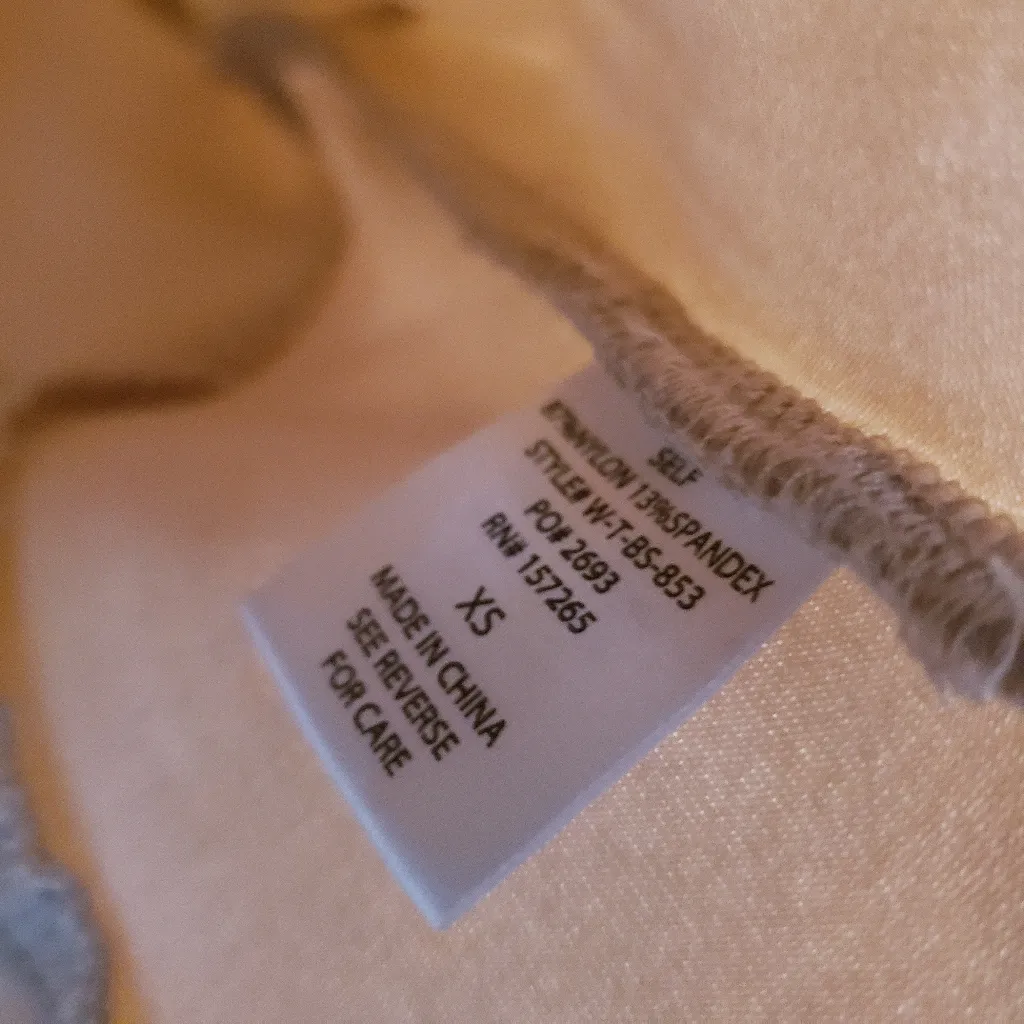 SELF
87%NYLON 13%SPANDEX
STYLE# W-T-BS-853
PO# 2693
RN# 157265
XS
MADE IN CHINA
SEE REVERSE
FOR CARE